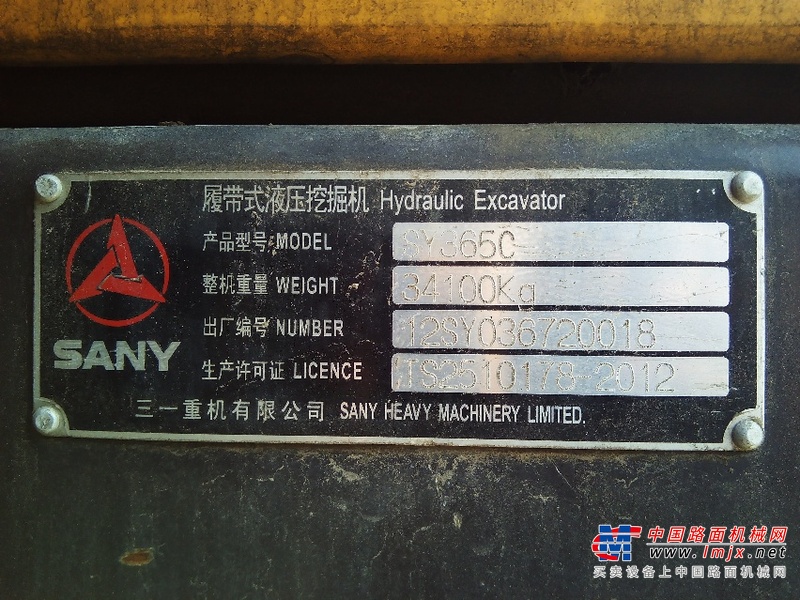 履带式液压挖掘机 Hydraulic Excavator
产品型号 MODEL SY365C
整机重量 WEIGHT 34100Kg
出厂编号 NUMBER 12SY036720018
生产许可证 LICENCE TS2510178-2012
SANY
三一重机有限公司 SANY HEAVY MACHINERY LIMITED.
中国路面机械网
www.lmjx.net
买卖设备上中国路面机械网